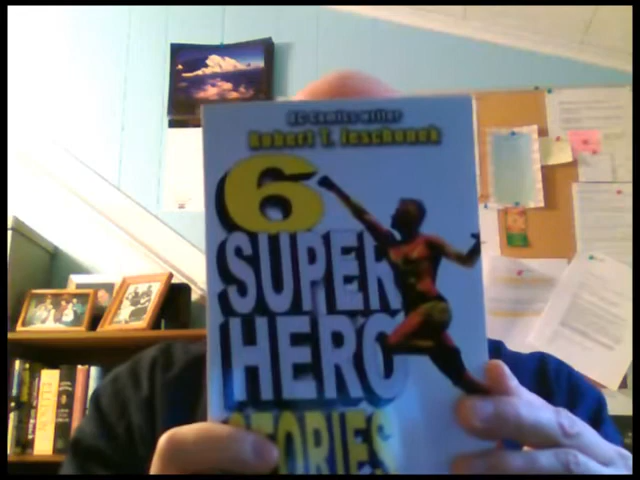 DC Comics writer
Robert T. Jeschonek
6
SUPER
HERO
STORIES